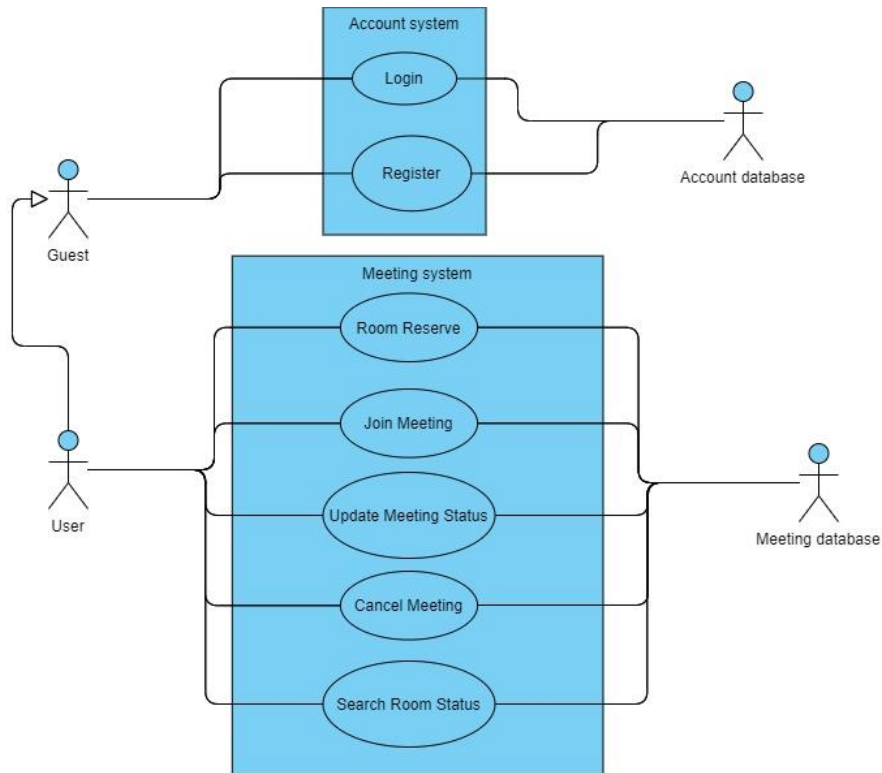 Account system
Login
Register
Account database
Guest
Meeting system
Room Reserve
Join Meeting
User
Update Meeting Status
Meeting database
Cancel Meeting
Search Room Status